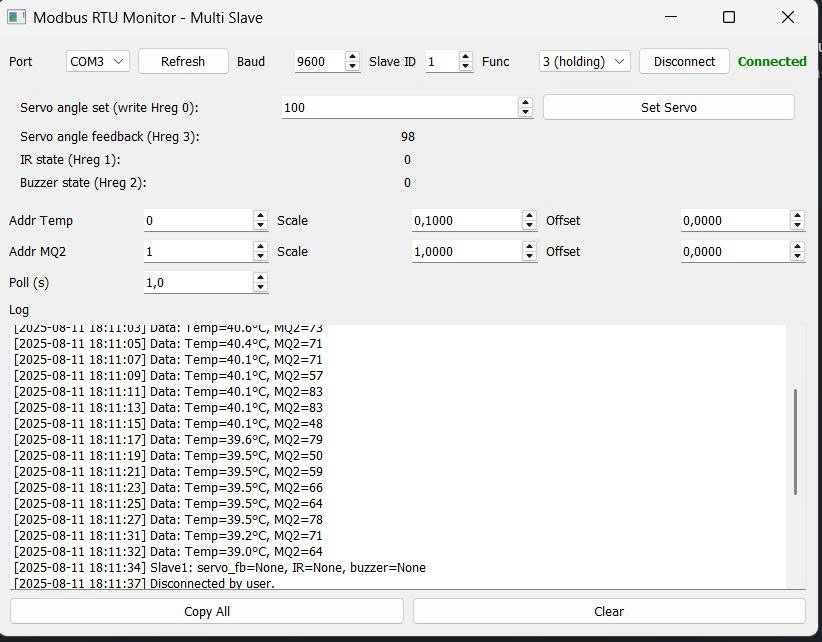 Modbus RTU Monitor - Multi Slave
Port COM3 Refresh Baud 9600 Slave ID 1 Func 3 (holding) Disconnect Connected
Servo angle set (write Hreg 0): 100 Set Servo
Servo angle feedback (Hreg 3): 98
IR state (Hreg 1): 0
Buzzer state (Hreg 2): 0
Addr Temp 0 Scale 0,1000 Offset 0,0000
Addr MQ2 1 Scale 1,0000 Offset 0,0000
Poll (s) 1,0
Log
[2025-08-11 18:11:03] Data: Temp=40.6°C, MQ2=73
[2025-08-11 18:11:05] Data: Temp=40.4°C, MQ2=71
[2025-08-11 18:11:07] Data: Temp=40.1°C, MQ2=71
[2025-08-11 18:11:09] Data: Temp=40.1°C, MQ2=57
[2025-08-11 18:11:11] Data: Temp=40.1°C, MQ2=83
[2025-08-11 18:11:13] Data: Temp=40.1°C, MQ2=83
[2025-08-11 18:11:15] Data: Temp=40.1°C, MQ2=48
[2025-08-11 18:11:17] Data: Temp=39.6°C, MQ2=79
[2025-08-11 18:11:19] Data: Temp=39.5°C, MQ2=50
[2025-08-11 18:11:21] Data: Temp=39.5°C, MQ2=59
[2025-08-11 18:11:23] Data: Temp=39.5°C, MQ2=66
[2025-08-11 18:11:25] Data: Temp=39.5°C, MQ2=64
[2025-08-11 18:11:27] Data: Temp=39.5°C, MQ2=78
[2025-08-11 18:11:31] Data: Temp=39.2°C, MQ2=71
[2025-08-11 18:11:32] Data: Temp=39.0°C, MQ2=64
[2025-08-11 18:11:34] Slave1: servo_fb=None, IR=None, buzzer=None
[2025-08-11 18:11:37] Disconnected by user.
Copy All Clear